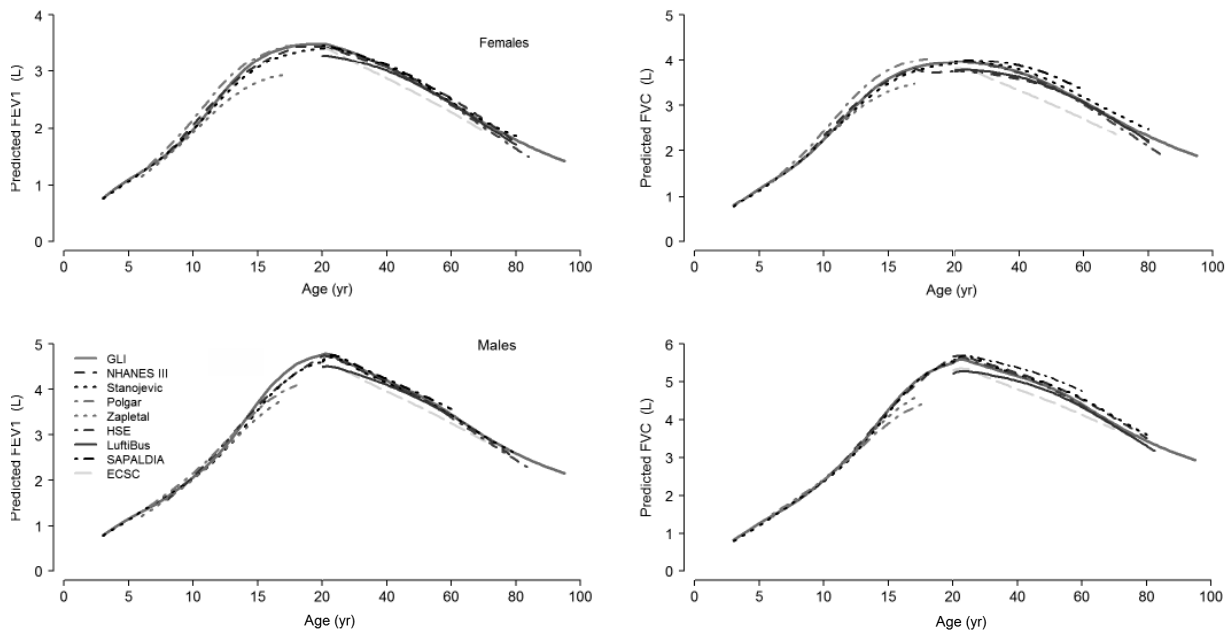 4
3
2
1
0
Predicted FEV1 (L)
Females
0 5 10 15 20 40 60 80 100
Age (yr)
5
4
3
2
1
0
Predicted FVC (L)
0 5 10 15 20 40 60 80 100
Age (yr)
5
4
3
2
1
0
Predicted FEV1 (L)
Males
GLI
NHANES III
Stanojevic
Polgar
Zapletal
HSE
LuftiBus
SAPALDIA
ECSC
0 5 10 15 20 40 60 80 100
Age (yr)
6
5
4
3
2
1
0
Predicted FVC (L)
0 5 10 15 20 40 60 80 100
Age (yr)